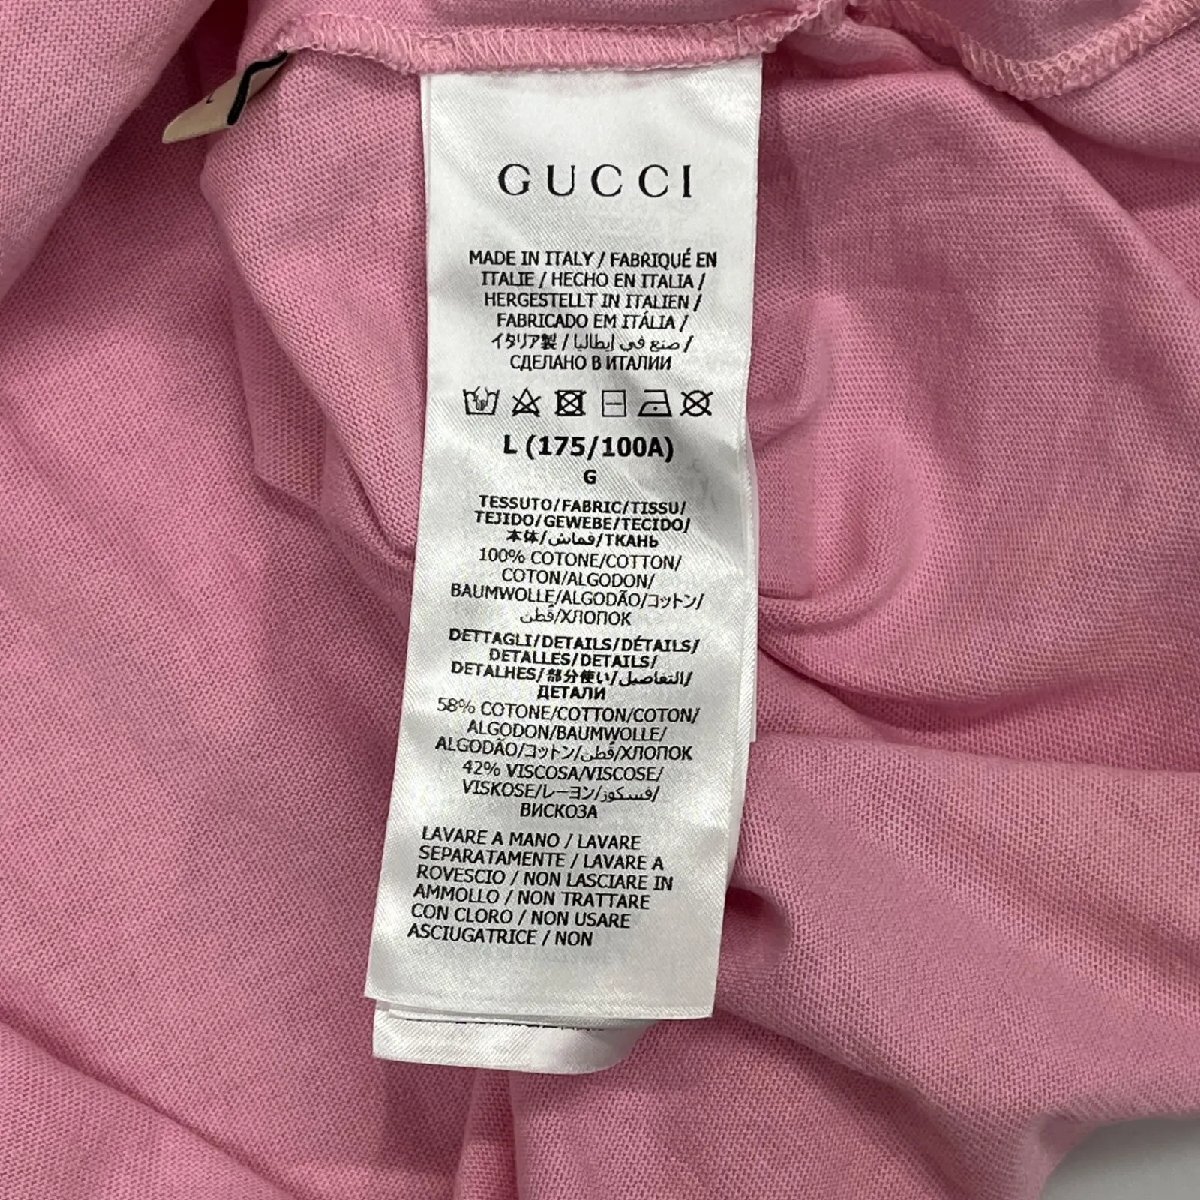 GUCCI
MADE IN ITALY / FABRIQUÉ EN
ITALIE / HECHO EN ITALIA /
HERGESTELLT IN ITALIEN /
FABRICADO EM ITÁLIA /
イタリア製 / صنع في إيطاليا /
СДЕЛАНО В ИТАЛИИ
L (175/100A)
G
TESSUTO/FABRIC/TISSU/
TEJIDO/GEWEBE/TECIDO/
本体/قماش/ТКАНЬ
100% COTONE/COTTON/
COTON/ALGODON/
BAUMWOLLE/ALGODÃO/コットン/
قُطن/ХЛОПОК
DETTAGLI/DETAILS/DÉTAILS/
DETALLES/DETAILS/
DETALHES/部分使い/التفاصيل/
ДЕТАЛИ
58% COTONE/COTTON/COTON/
ALGODON/BAUMWOLLE/
ALGODÃO/コットン/قُطن/ХЛОПОК
42% VISCOSA/VISCOSE/
VISKOSE/レーヨン/فسكوز/
ВИСКОЗА
LAVARE A MANO / LAVARE
SEPARATAMENTE / LAVARE A
ROVESCIO / NON LASCIARE IN
AMMOLLO / NON TRATTARE
CON CLORO / NON USARE
ASCIUGATRICE / NON